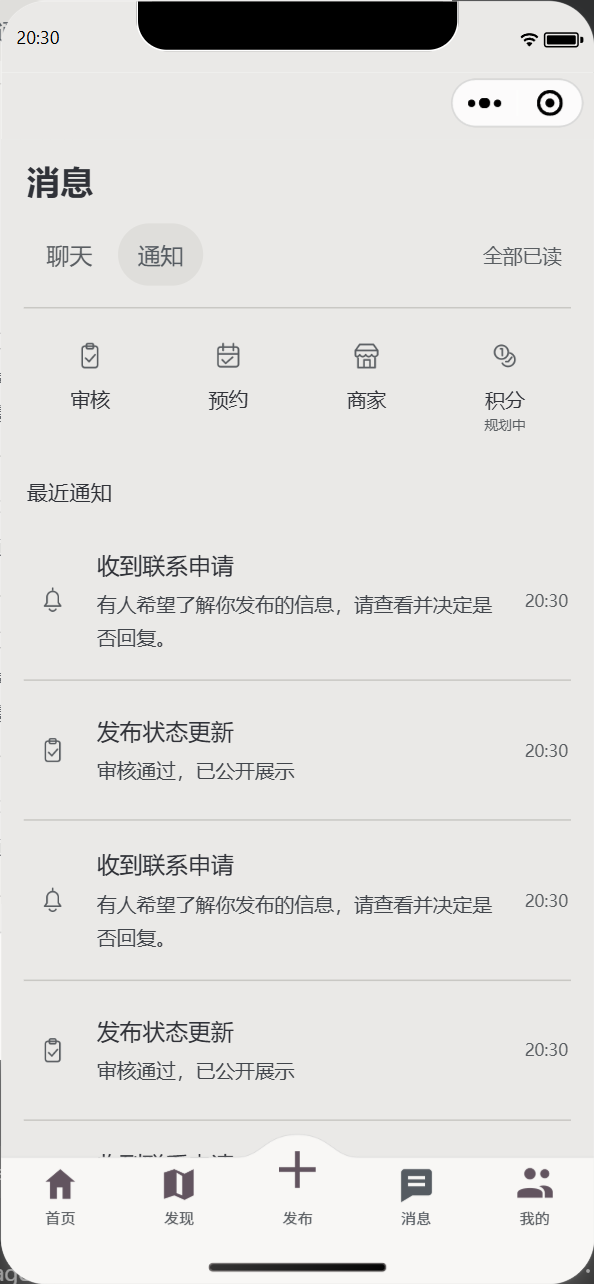 20:30
消息
聊天
通知
全部已读
审核
预约
商家
积分
规划中
最近通知
收到联系申请
有人希望了解你发布的信息，请查看并决定是
否回复。
20:30
发布状态更新
审核通过，已公开展示
20:30
收到联系申请
有人希望了解你发布的信息，请查看并决定是
否回复。
20:30
发布状态更新
审核通过，已公开展示
20:30
首页
发现
发布
消息
我的